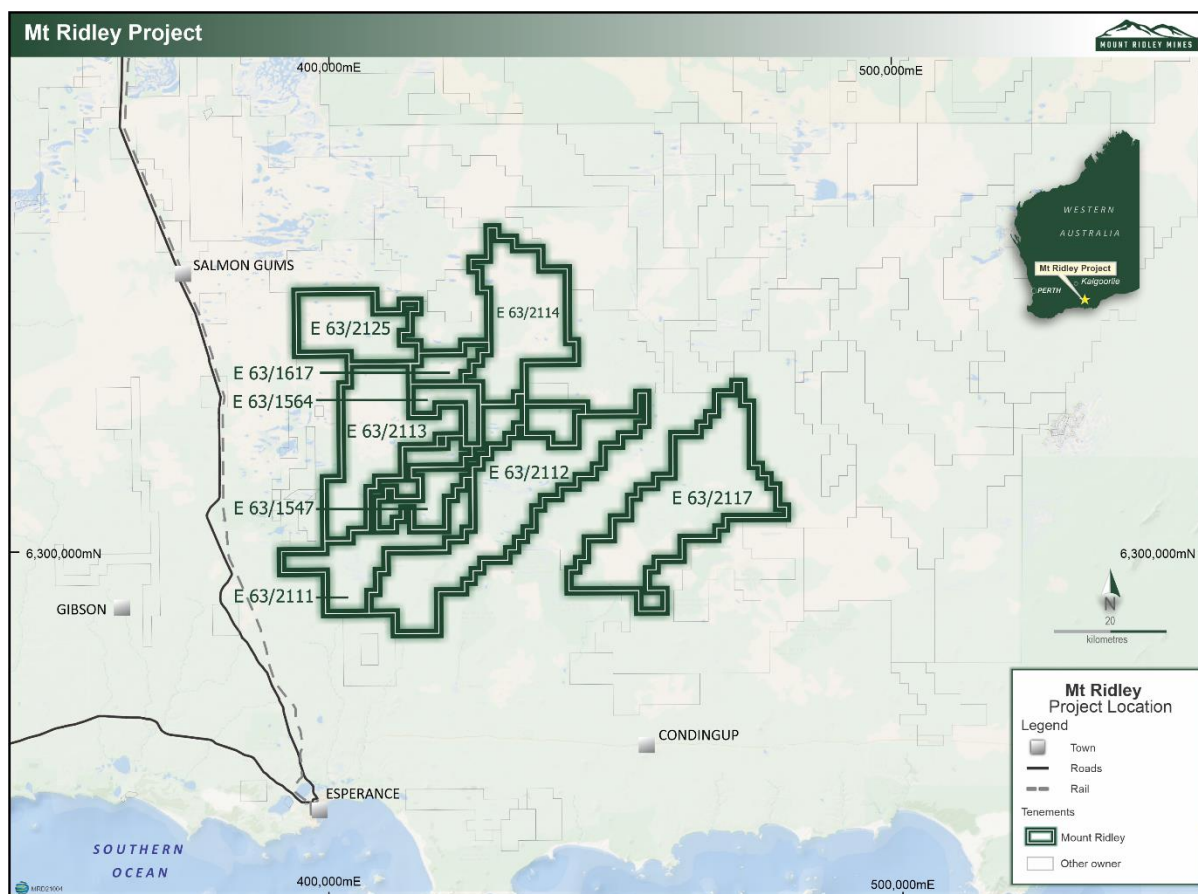 Mt Ridley Project
MOUNT RIDLEY MINES
400,000mE
500,000mE
WESTERN
AUSTRALIA
Mt Ridley Project
Kalgoorlie
PERTH
SALMON GUMS
E 63/2125
E 63/2114
E 63/1617
E 63/1564
E 63/2113
E 63/2112
E 63/2117
E 63/1547
6,300,000mN
6,300,000mN
E 63/2111
GIBSON
N
20
kilometres
CONDINGUP
ESPERANCE
SOUTHERN
OCEAN
Mt Ridley
Project Location
Legend
Town
Roads
Rail
Tenements
Mount Ridley
Other owner
MRD21004
400,000mE
500,000mE